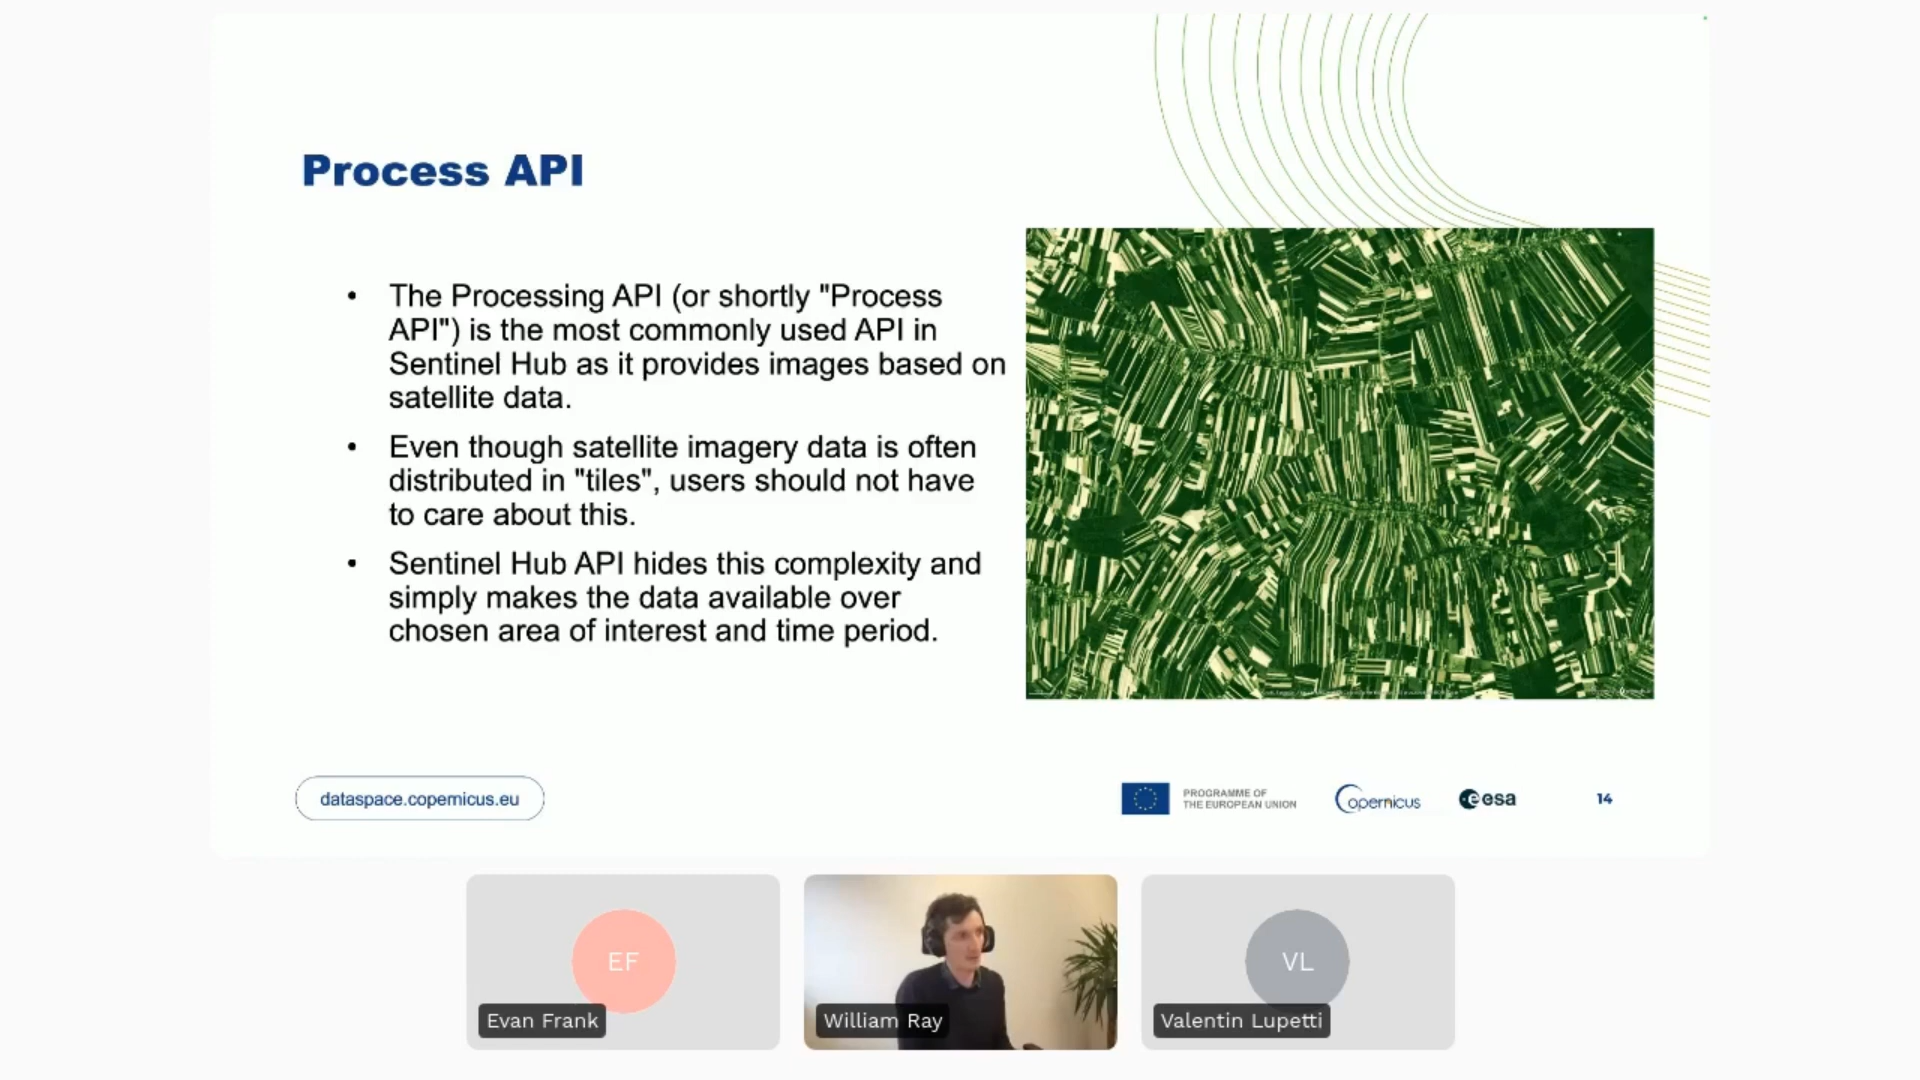 Process API
• The Processing API (or shortly "Process
API") is the most commonly used API in
Sentinel Hub as it provides images based on
satellite data.
• Even though satellite imagery data is often
distributed in "tiles", users should not have
to care about this.
• Sentinel Hub API hides this complexity and
simply makes the data available over
chosen area of interest and time period.
dataspace.copernicus.eu
PROGRAMME OF
THE EUROPEAN UNION
opernicus
esa
14
EF
Evan Frank
William Ray
VL
Valentin Lupetti